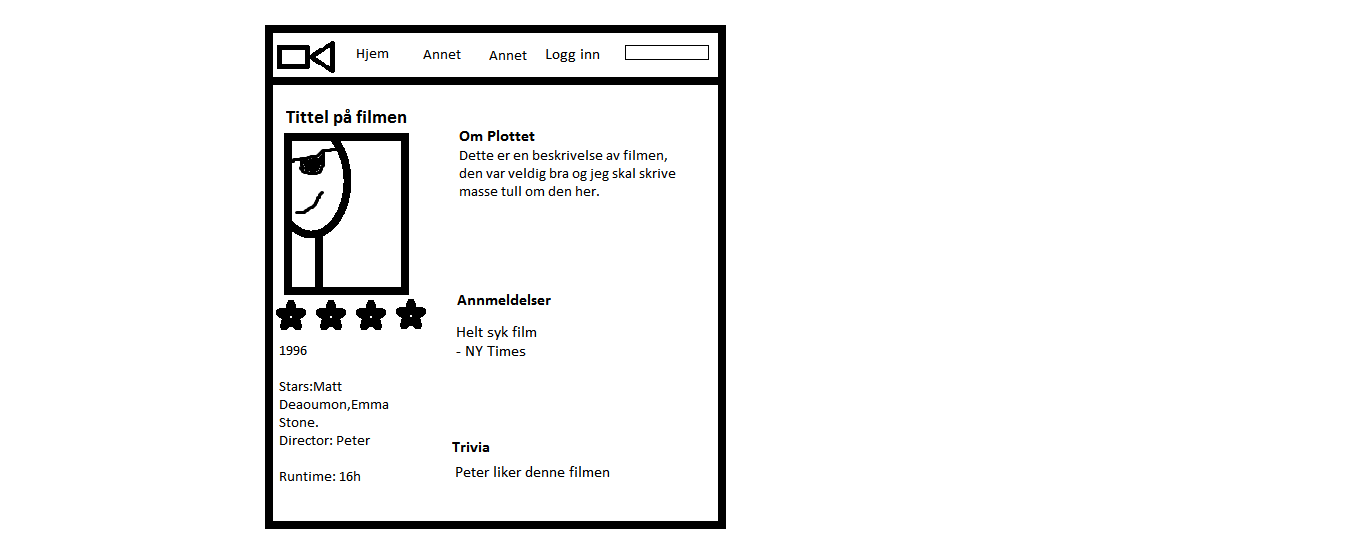 Hjem Annet Annet Logg inn
Tittel på filmen
1996
Stars:Matt
Deaoumon,Emma
Stone.
Director: Peter
Runtime: 16h
Om Plottet
Dette er en beskrivelse av filmen,
den var veldig bra og jeg skal skrive
masse tull om den her.
Annmeldelser
Helt syk film
- NY Times
Trivia
Peter liker denne filmen